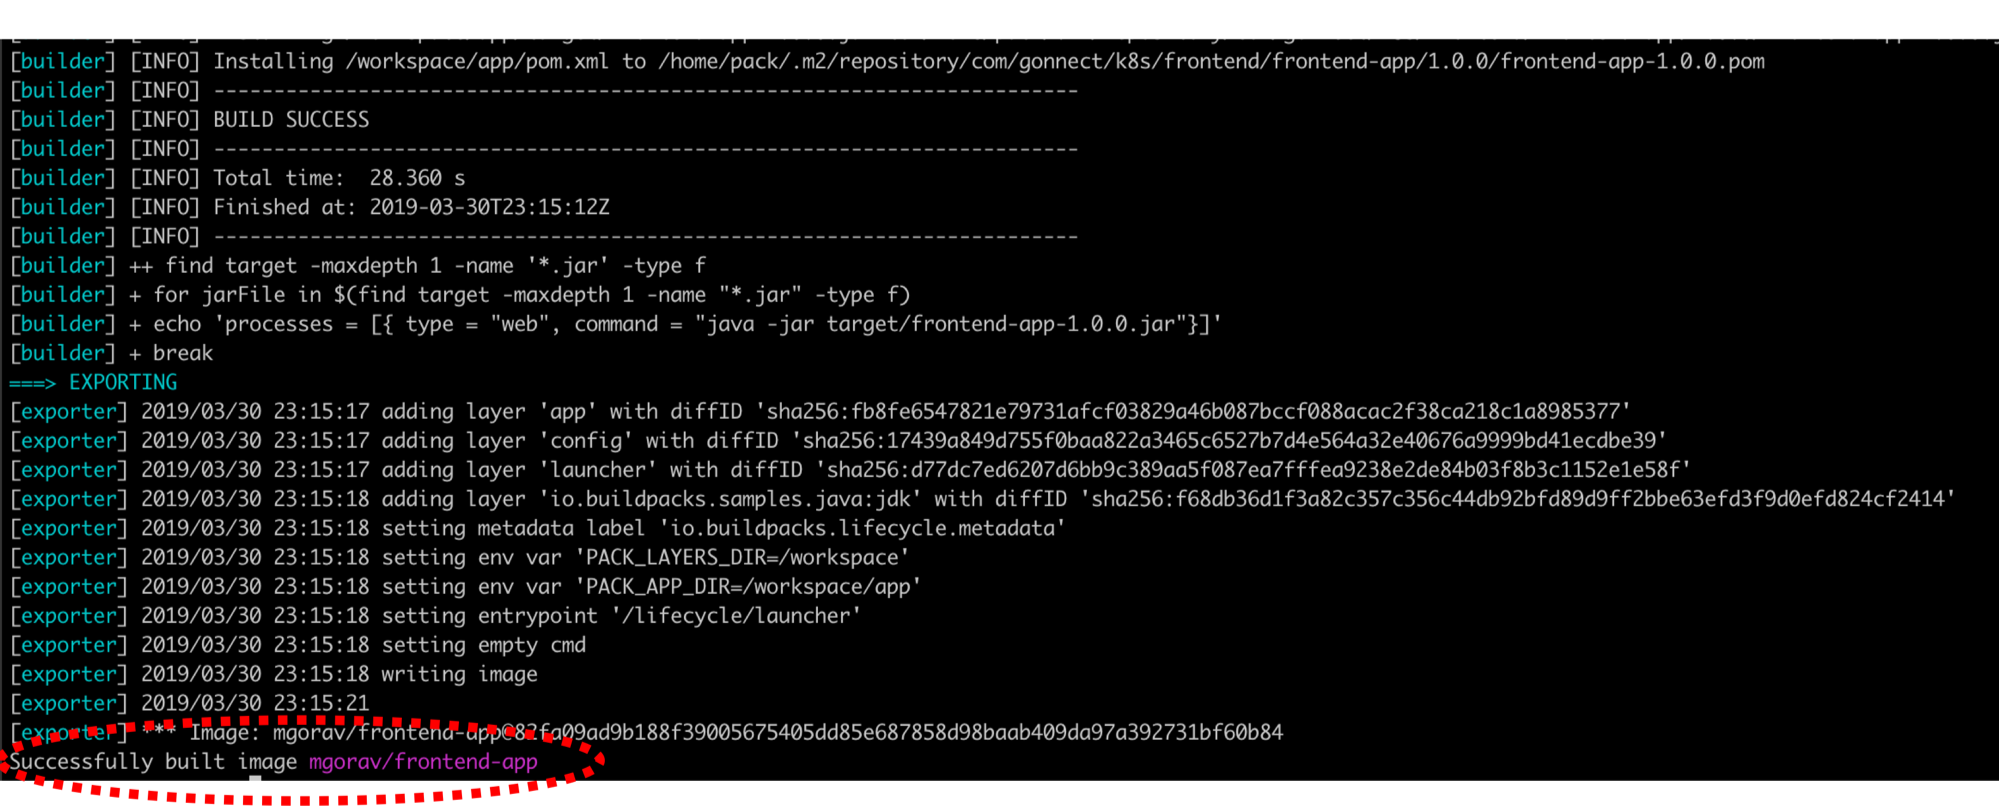 [builder] [INFO] Installing /workspace/app/pom.xml to /home/pack/.m2/repository/com/gonnect/k8s/frontend/frontend-app/1.0.0/frontend-app-1.0.0.pom
[builder] [INFO] ------------------------------------------------------------------------
[builder] [INFO] BUILD SUCCESS
[builder] [INFO] ------------------------------------------------------------------------
[builder] [INFO] Total time:  28.360 s
[builder] [INFO] Finished at: 2019-03-30T23:15:12Z
[builder] [INFO] ------------------------------------------------------------------------
[builder] ++ find target -maxdepth 1 -name '*.jar' -type f
[builder] + for jarFile in $(find target -maxdepth 1 -name "*.jar" -type f)
[builder] + echo 'processes = [{ type = "web", command = "java -jar target/frontend-app-1.0.0.jar"}]'
[builder] + break
===> EXPORTING
[exporter] 2019/03/30 23:15:17 adding layer 'app' with diffID 'sha256:fb8fe6547821e79731afcf03829a46b087bccf088acac2f38ca218c1a8985377'
[exporter] 2019/03/30 23:15:17 adding layer 'config' with diffID 'sha256:17439a849d755f0baa822a3465c6527b7d4e564a32e40676a9999bd41ecdbe39'
[exporter] 2019/03/30 23:15:17 adding layer 'launcher' with diffID 'sha256:d77dc7ed6207d6bb9c389aa5f087ea7fffea9238e2de84b03f8b3c1152e1e58f'
[exporter] 2019/03/30 23:15:18 adding layer 'io.buildpacks.samples.java:jdk' with diffID 'sha256:f68db36d1f3a82c357c356c44db92bfd89d9ff2bbe63efd3f9d0efd824cf2414'
[exporter] 2019/03/30 23:15:18 setting metadata label 'io.buildpacks.lifecycle.metadata'
[exporter] 2019/03/30 23:15:18 setting env var 'PACK_LAYERS_DIR=/workspace'
[exporter] 2019/03/30 23:15:18 setting env var 'PACK_APP_DIR=/workspace/app'
[exporter] 2019/03/30 23:15:18 setting entrypoint '/lifecycle/launcher'
[exporter] 2019/03/30 23:15:18 setting empty cmd
[exporter] 2019/03/30 23:15:18 writing image
[exporter] 2019/03/30 23:15:21
[exporter] *** Image: mgorav/frontend-app@82fa09ad9b188f39005675405dd85e687858d98baab409da97a392731bf60b84
Successfully built image mgorav/frontend-app